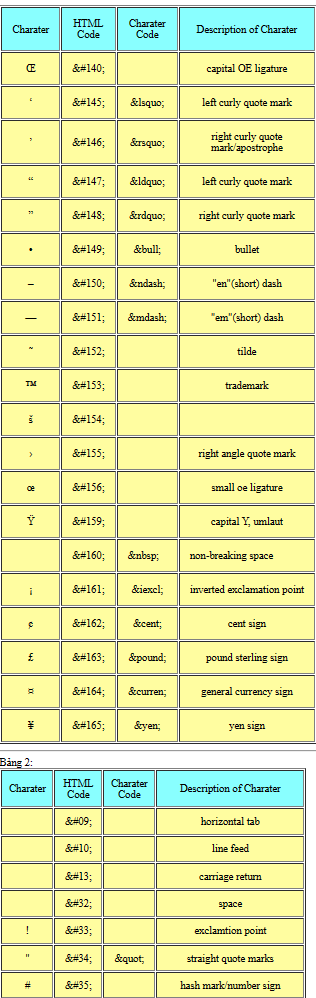 Charater HTML Code Charater Code Description of Charater
Œ &#140; capital OE ligature
‘ &#145; &lsquo; left curly quote mark
’ &#146; &rsquo; right curly quote mark/apostrophe
“ &#147; &ldquo; left curly quote mark
” &#148; &rdquo; right curly quote mark
• &#149; &bull; bullet
– &#150; &ndash; "en"(short) dash
— &#151; &mdash; "em"(short) dash
˜ &#152; tilde
™ &#153; trademark
š &#154;
› &#155; right angle quote mark
œ &#156; small oe ligature
Ÿ &#159; capital Y, umlaut
&#160; &nbsp; non-breaking space
¡ &#161; &iexcl; inverted exclamation point
¢ &#162; &cent; cent sign
£ &#163; &pound; pound sterling sign
¤ &#164; &curren; general currency sign
¥ &#165; &yen; yen sign
Bảng 2:
Charater HTML Code Charater Code Description of Charater
&#09; horizontal tab
&#10; line feed
&#13; carriage return
&#32; space
! &#33; exclamtion point
" &#34; &quot; straight quote marks
# &#35; hash mark/number sign